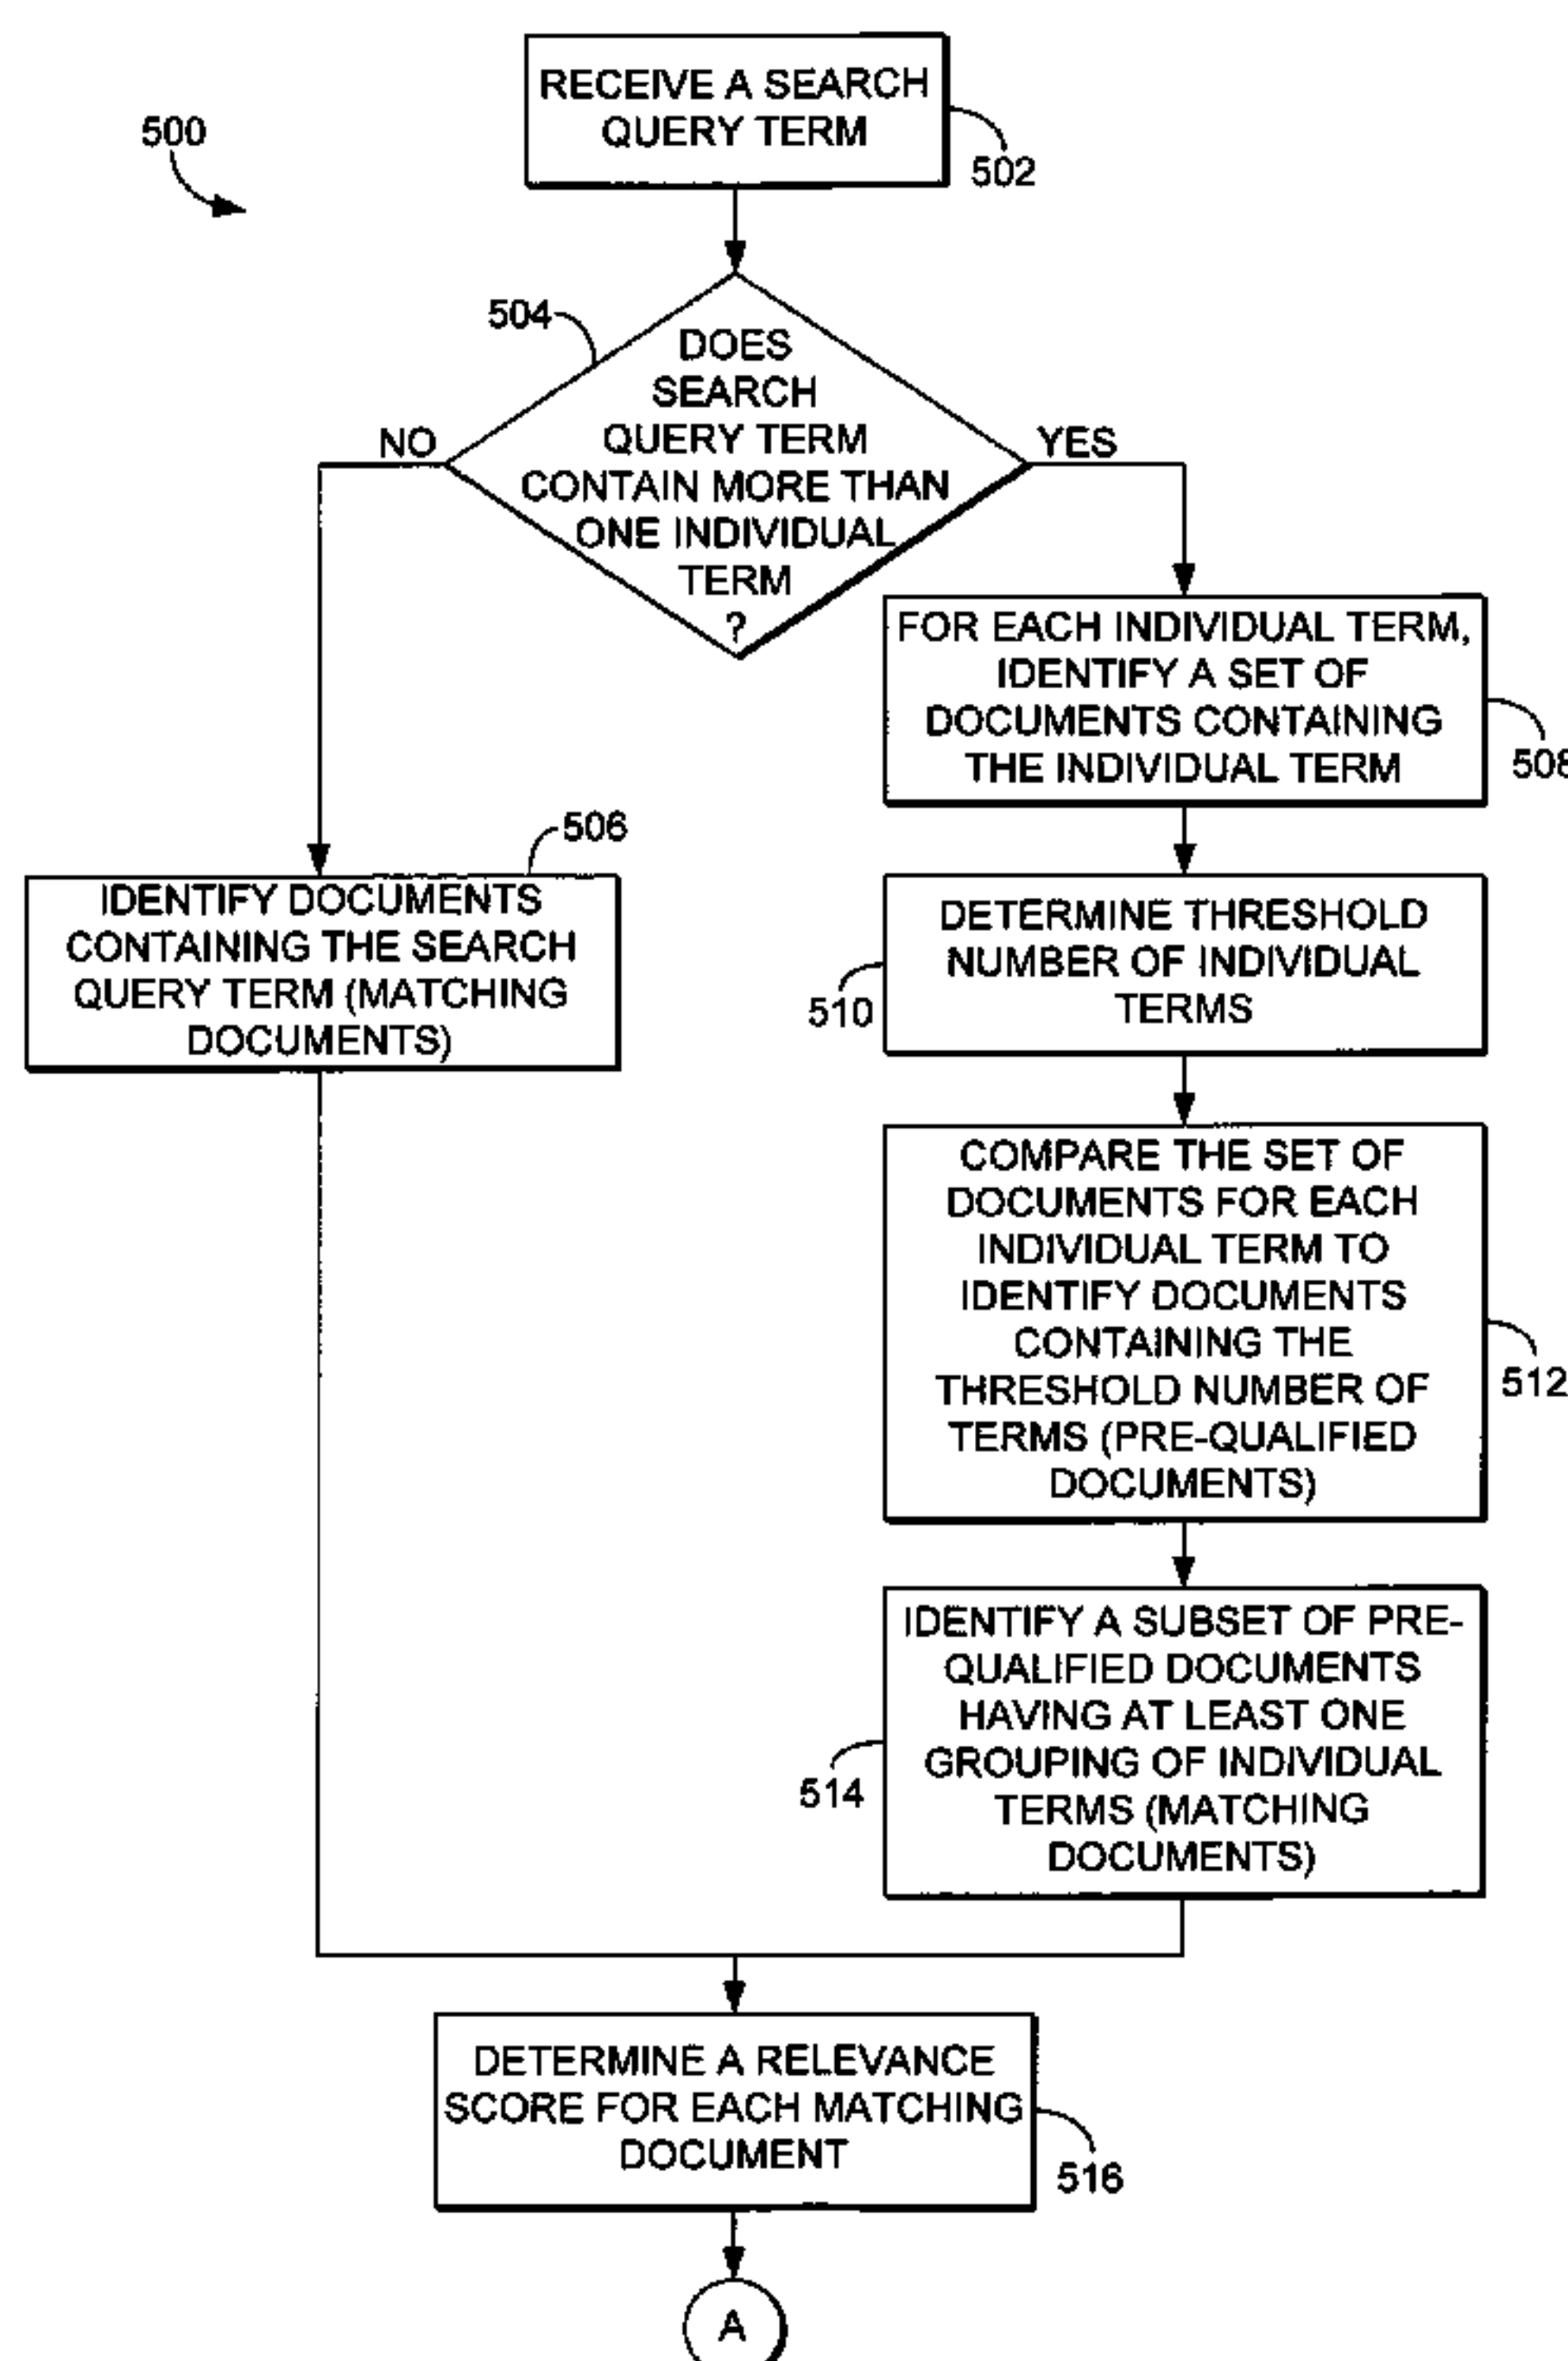 RECEIVE A SEARCH
QUERY TERM
502
500
504
DOES
SEARCH
QUERY TERM
CONTAIN MORE THAN
ONE INDIVIDUAL
TERM
?
NO
YES
FOR EACH INDIVIDUAL TERM,
IDENTIFY A SET OF
DOCUMENTS CONTAINING
THE INDIVIDUAL TERM
508
506
IDENTIFY DOCUMENTS
CONTAINING THE SEARCH
QUERY TERM (MATCHING
DOCUMENTS)
DETERMINE THRESHOLD
NUMBER OF INDIVIDUAL
TERMS
510
COMPARE THE SET OF
DOCUMENTS FOR EACH
INDIVIDUAL TERM TO
IDENTIFY DOCUMENTS
CONTAINING THE
THRESHOLD NUMBER OF
TERMS (PRE-QUALIFIED
DOCUMENTS)
512
IDENTIFY A SUBSET OF PRE-
QUALIFIED DOCUMENTS
HAVING AT LEAST ONE
GROUPING OF INDIVIDUAL
TERMS (MATCHING
DOCUMENTS)
514
DETERMINE A RELEVANCE
SCORE FOR EACH MATCHING
DOCUMENT
516
A